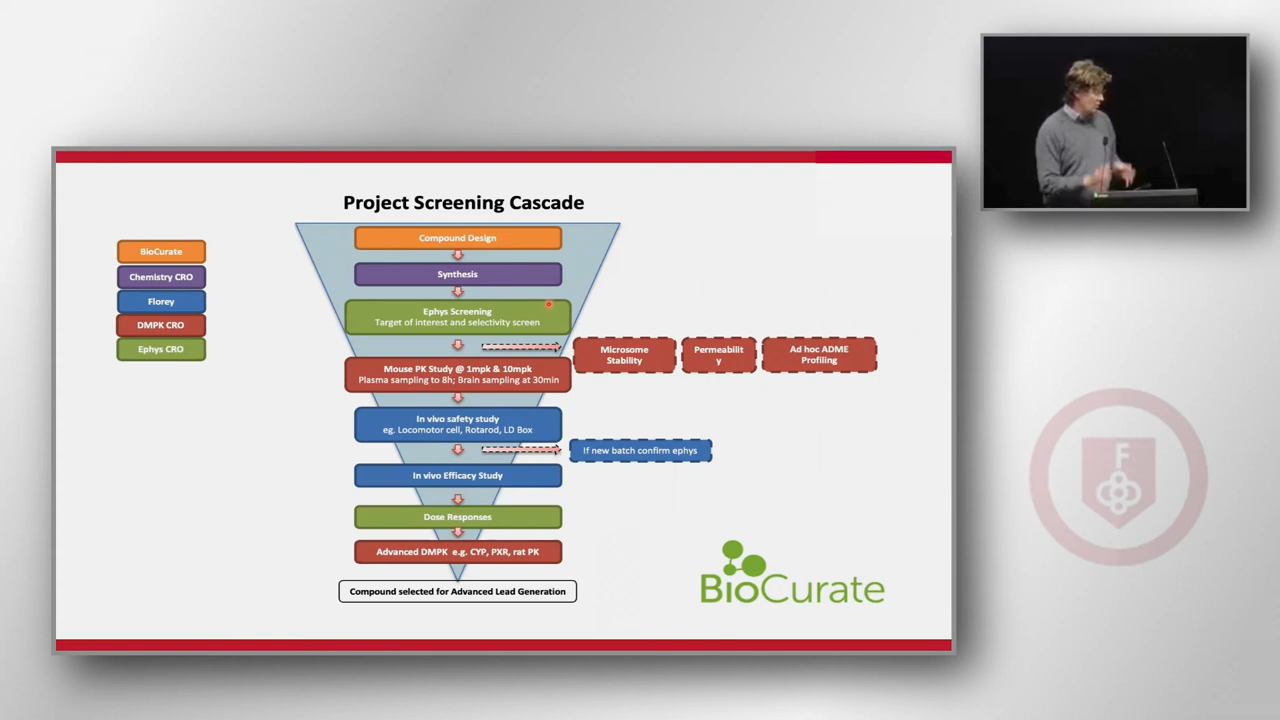 Project Screening Cascade
BioCurate
Chemistry CRO
Florey
DMPK CRO
Ephys CRO
Compound Design
Synthesis
Ephys Screening
Target of interest and selectivity screen
Microsome
Stability
Permeabilit
y
Ad hoc ADME
Profiling
Mouse PK Study @ 1mpk & 10mpk
Plasma sampling to 8h; Brain sampling at 30min
In vivo safety study
eg. Locomotor cell, Rotarod, LD Box
If new batch confirm ephys
In vivo Efficacy Study
Dose Responses
Advanced DMPK e.g. CYP, PXR, rat PK
Compound selected for Advanced Lead Generation
BioCurate
F